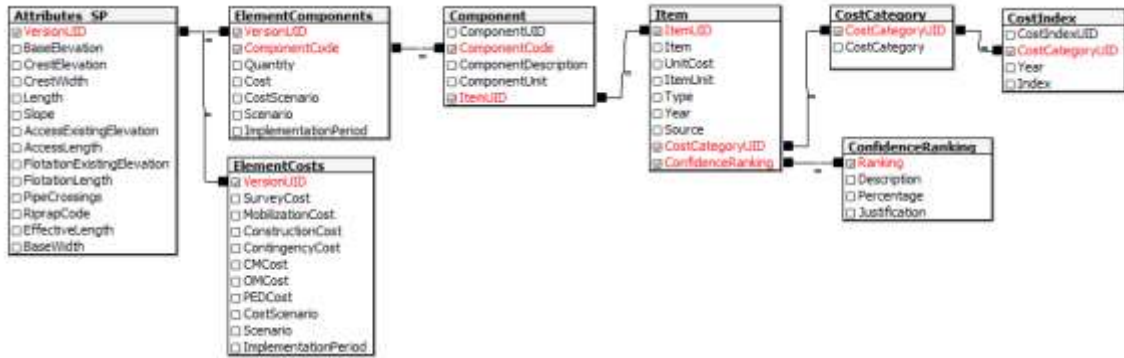 Attributes_SP
VersionUID
BaseElevation
CrestElevation
CrestWidth
Length
Slope
AccessExistingElevation
AccessLength
FlotationExistingElevation
FlotationLength
PipeCrossings
RiprapCode
EffectiveLength
BaseWidth
ElementComponents
VersionUID
ComponentCode
Quantity
Cost
CostScenario
Scenario
ImplementationPeriod
ElementCosts
VersionUID
SurveyCost
MobilizationCost
ConstructionCost
ContingencyCost
CMCost
OMCost
PEDCost
CostScenario
Scenario
ImplementationPeriod
Component
ComponentUID
ComponentCode
ComponentDescription
ComponentUnit
ItemUID
Item
ItemUID
Item
UnitCost
ItemUnit
Type
Year
Source
CostCategoryUID
ConfidenceRanking
CostCategory
CostCategoryUID
CostCategory
ConfidenceRanking
Ranking
Description
Percentage
Justification
CostIndex
CostIndexUID
CostCategoryUID
Year
Index